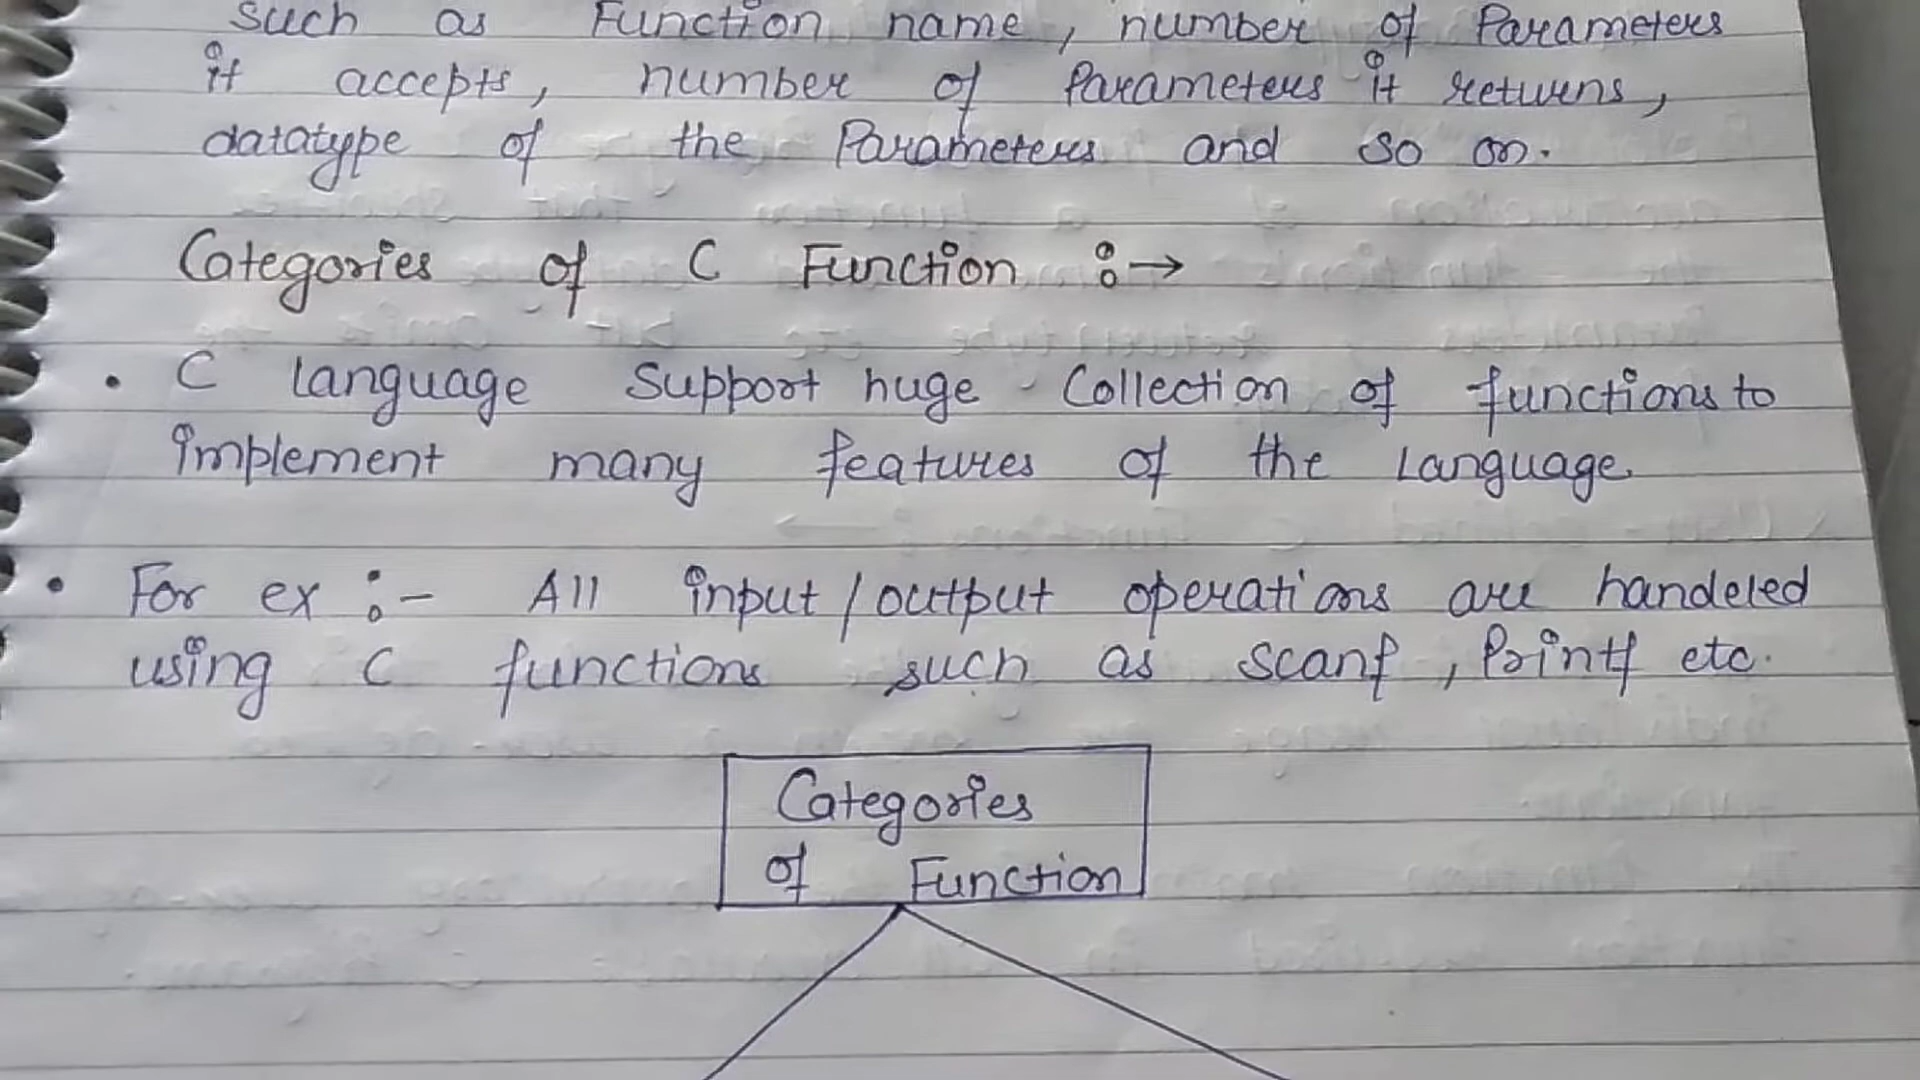 such as Function name, number of Parameters
it accepts, number of Parameters it returns,
datatype of the Parameters and so on.
Categories of C Function :→
• C language Support huge Collection of functions to
implement many features of the Language.
• For ex :- All input/output operations are handeled
using C functions such as scanf, Printf etc.
Categories
of Function